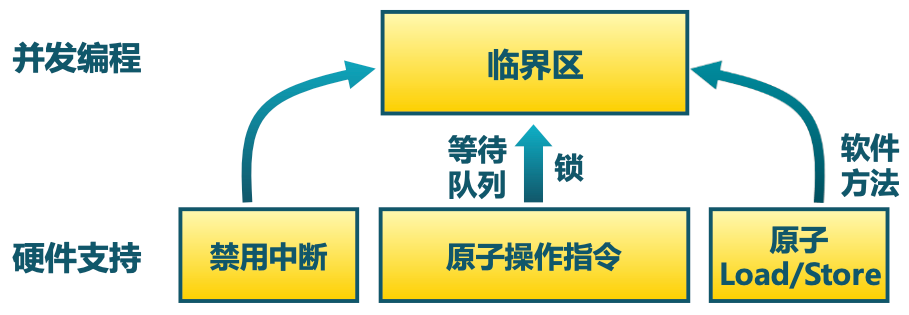 并发编程
临界区
等待
队列
锁
软件
方法
硬件支持
禁用中断
原子操作指令
原子
Load/Store